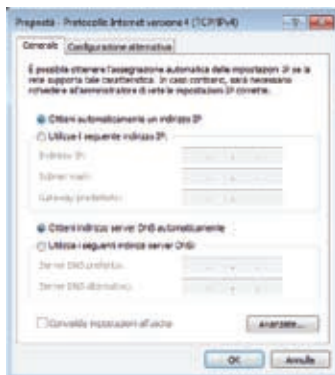 Proprietà - Protocollo Internet versione 4 (TCP/IPv4)
Generale Configurazione alternativa
È possibile ottenere l'assegnazione automatica delle impostazioni IP se la
rete supporta tale caratteristica. In caso contrario, sarà necessario
richiedere all'amministratore di rete le impostazioni IP corrette.
Ottieni automaticamente un indirizzo IP
Utilizza il seguente indirizzo IP:
Indirizzo IP:
Subnet mask:
Gateway predefinito:
Ottieni indirizzo server DNS automaticamente
Utilizza i seguenti indirizzi server DNS:
Server DNS preferito:
Server DNS alternativo:
Convalida impostazioni all'uscita
Avanzate...
OK Annulla